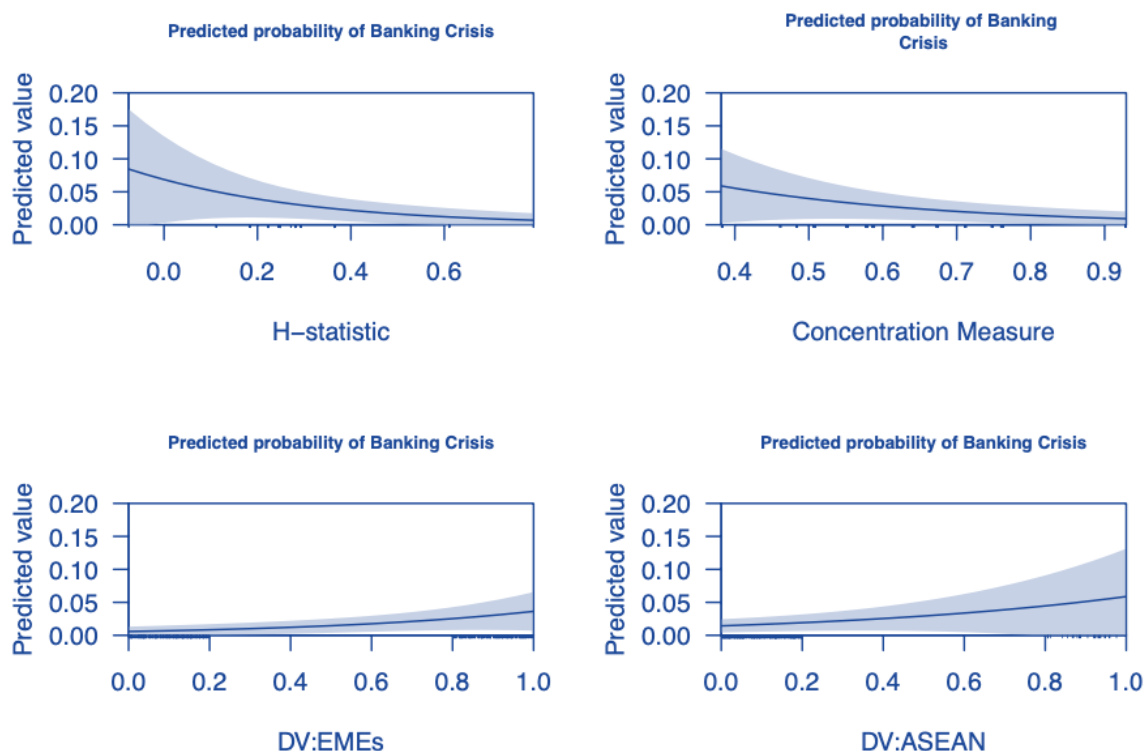 Predicted probability of Banking Crisis
Predicted value
0.20
0.15
0.10
0.05
0.00
0.0 0.2 0.4 0.6
H−statistic
Predicted probability of Banking
Crisis
Predicted value
0.20
0.15
0.10
0.05
0.00
0.4 0.5 0.6 0.7 0.8 0.9
Concentration Measure
Predicted probability of Banking Crisis
Predicted value
0.20
0.15
0.10
0.05
0.00
0.0 0.2 0.4 0.6 0.8 1.0
DV:EMEs
Predicted probability of Banking Crisis
Predicted value
0.20
0.15
0.10
0.05
0.00
0.0 0.2 0.4 0.6 0.8 1.0
DV:ASEAN